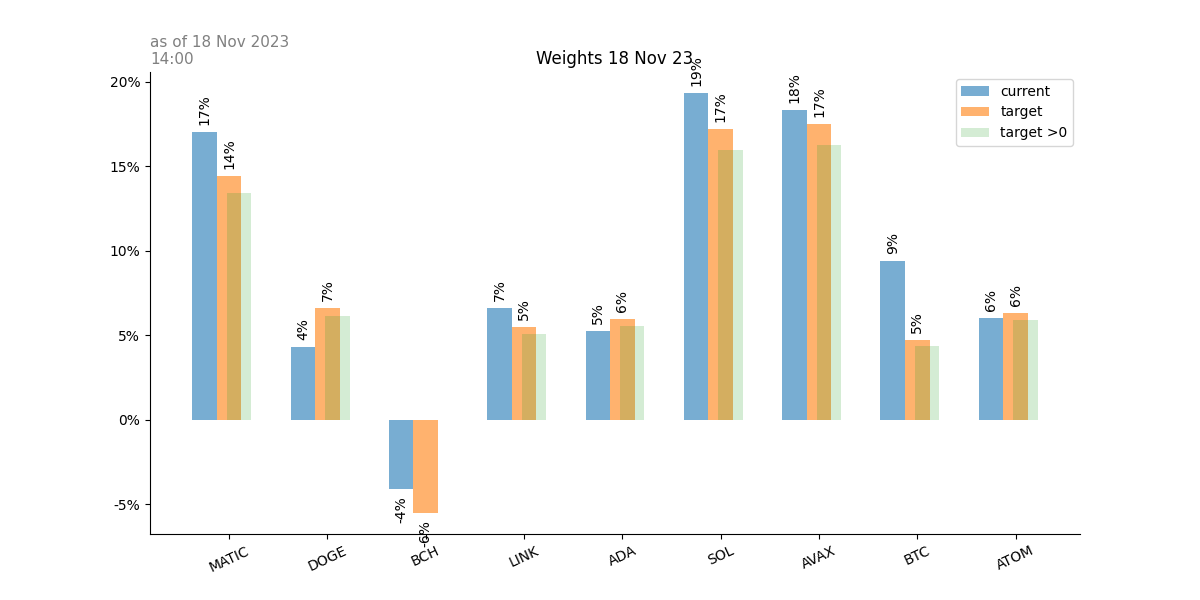 as of 18 Nov 2023
14:00
Weights 18 Nov 23
current
target
target >0
20%
15%
10%
5%
0%
-5%
17%
14%
4%
7%
-4%
-6%
7%
5%
5%
6%
19%
17%
18%
17%
9%
5%
6%
6%
MATIC
DOGE
BCH
LINK
ADA
SOL
AVAX
BTC
ATOM